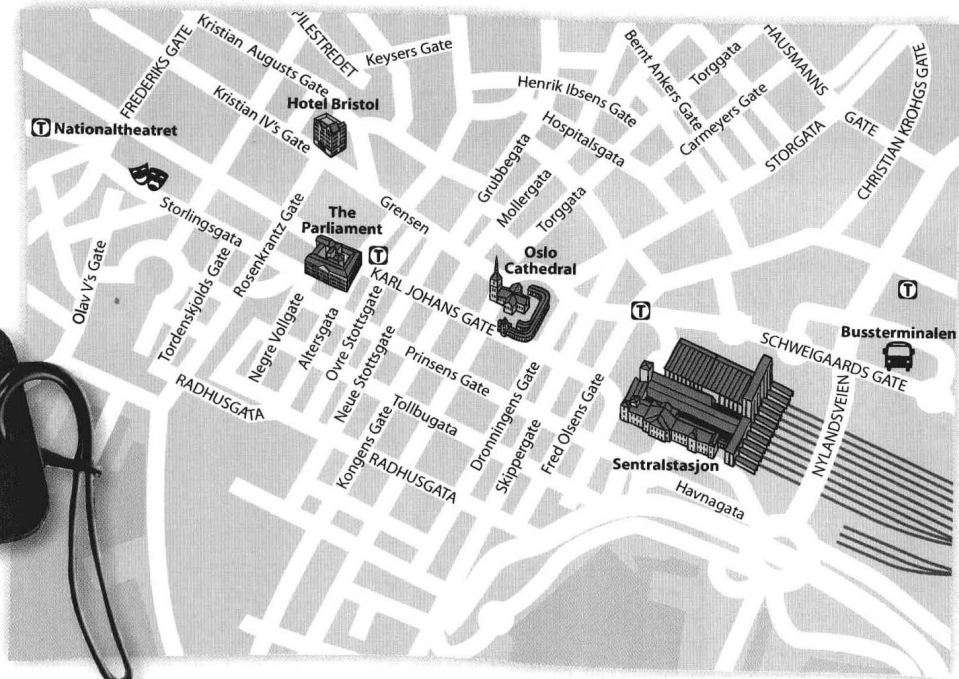 PILESTREDET
Kristian Augusts Gate
Keysers Gate
FREDERIKS GATE
Kristian IV's Gate
Hotel Bristol
T Nationaltheatret
Bernt Ankers Gate
Torggata
HAUSMANNS
GATE
CHRISTIAN KROHGS GATE
Henrik Ibsens Gate
Hospitalsgata
Carmeyers Gate
STORGATA
Grubbegata
Mollergata
Torggata
Grensen
Storlingsgata
Rosenkrantz Gate
The
Parliament
T
Oslo
Cathedral
KARL JOHANS GATE
Olav V's Gate
Tordenskjolds Gate
Negre Vollgate
Altersgata
Ovre Stottsgate
Neue Stottsgate
Prinsens Gate
Tollbugata
Kongens Gate
RADHUSGATA
RADHUSGATA
Dronningens Gate
Skippergate
Fred Olsens Gate
T
T
Bussterminalen
SCHWEIGAARDS GATE
NYLANDSVEIEN
Sentralstasjon
Havnagata